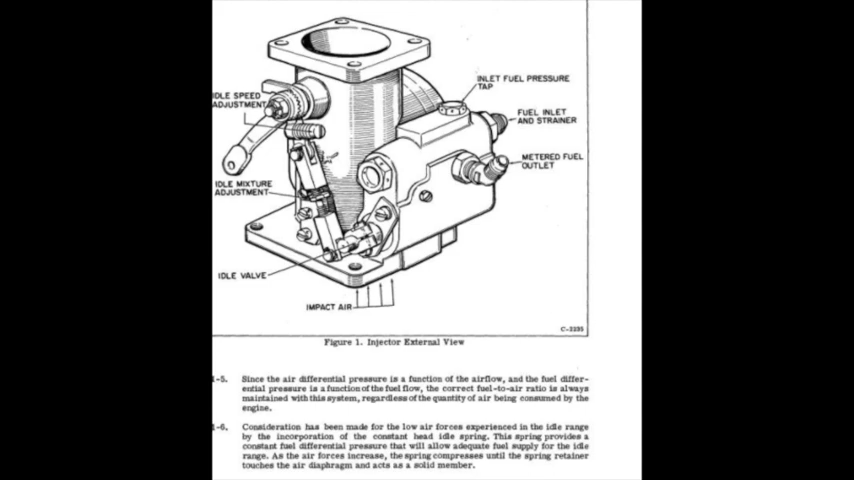 INLET FUEL PRESSURE
TAP
IDLE SPEED
ADJUSTMENT
FUEL INLET
AND STRAINER
METERED FUEL
OUTLET
IDLE MIXTURE
ADJUSTMENT
IDLE VALVE
IMPACT AIR
C-2235
Figure 1. Injector External View
1-5. Since the air differential pressure is a function of the airflow, and the fuel differ-
ential pressure is a function of the fuel flow, the correct fuel-to-air ratio is always
maintained with this system, regardless of the quantity of air being consumed by the
engine.
1-6. Consideration has been made for the low air forces experienced in the idle range
by the incorporation of the constant head idle spring. This spring provides a
constant fuel differential pressure that will allow adequate fuel supply for the idle
range. As the air forces increase, the spring compresses until the spring retainer
touches the air diaphragm and acts as a solid member.